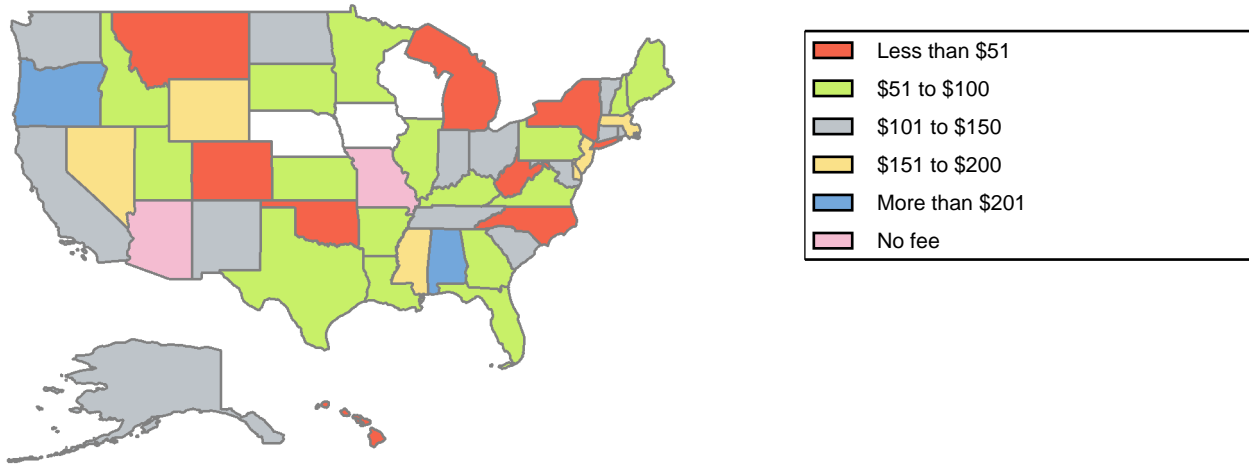 Less than $51
$51 to $100
$101 to $150
$151 to $200
More than $201
No fee